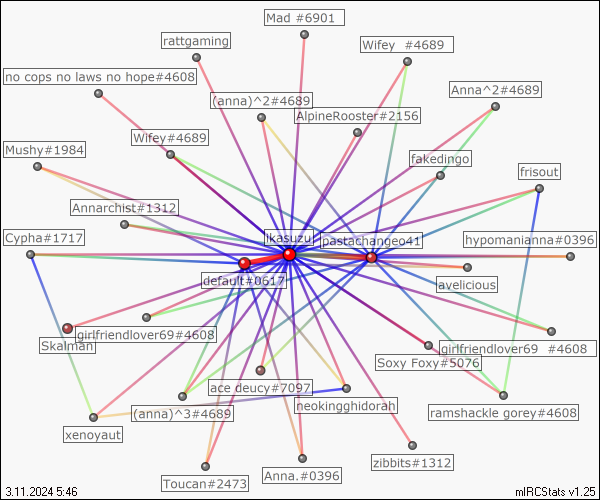 Mad #6901
rattgaming
Wifey  #4689
no cops no laws no hope#4608
(anna)^2#4689
Anna^2#4689
AlpineRooster#2156
Wifey#4689
Mushy#1984
fakedingo
frisout
Annarchist#1312
Cypha#1717
pastachangeo41
hypomanianna#0396
default#0617
lavelicious
girlfriendlover69#4608
Skalman
girlfriendlover69  #4608
Soxy Foxy#5076
ace deucy#7097
neokingghidorah
(anna)^3#4689
ramshackle gorey#4608
xenoyaut
zibbits#1312
Anna.#0396
Toucan#2473
3.11.2024 5:46
mIRCStats v1.25